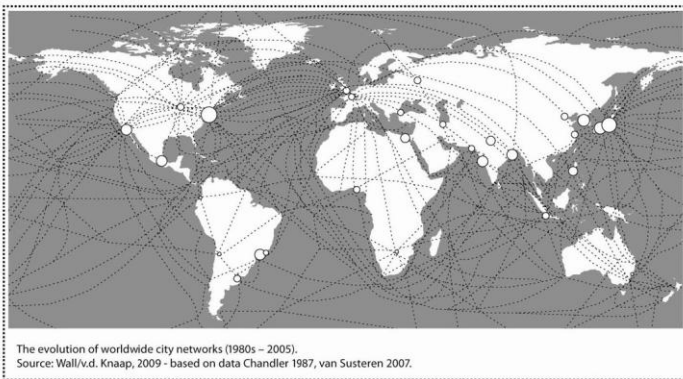 The evolution of worldwide city networks (1980s – 2005).
Source: Wall/v.d. Knaap, 2009 - based on data Chandler 1987, van Susteren 2007.